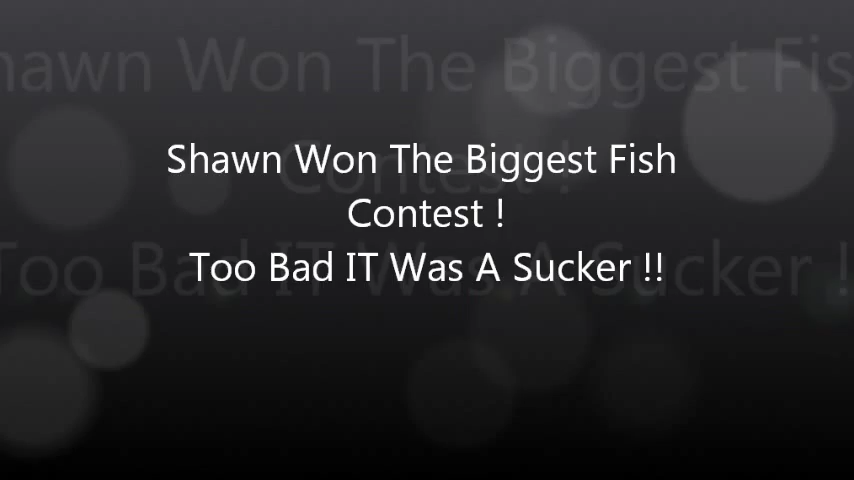 Shawn Won The Biggest Fish
Contest !
Too Bad IT Was A Sucker !!